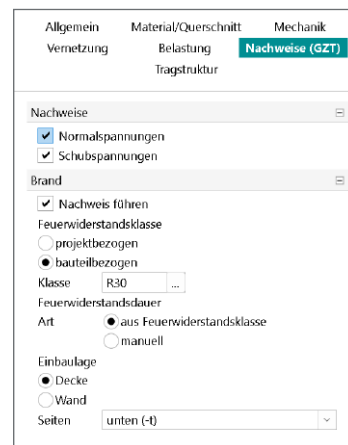 Allgemein Material/Querschnitt Mechanik
Vernetzung Belastung Nachweise (GZT)
Tragstruktur
Nachweise
Normalspannungen
Schubspannungen
Brand
Nachweis führen
Feuerwiderstandsklasse
projektbezogen
bauteilbezogen
Klasse R30 ...
Feuerwiderstandsdauer
Art aus Feuerwiderstandsklasse
manuell
Einbaulage
Decke
Wand
Seiten unten (-t)